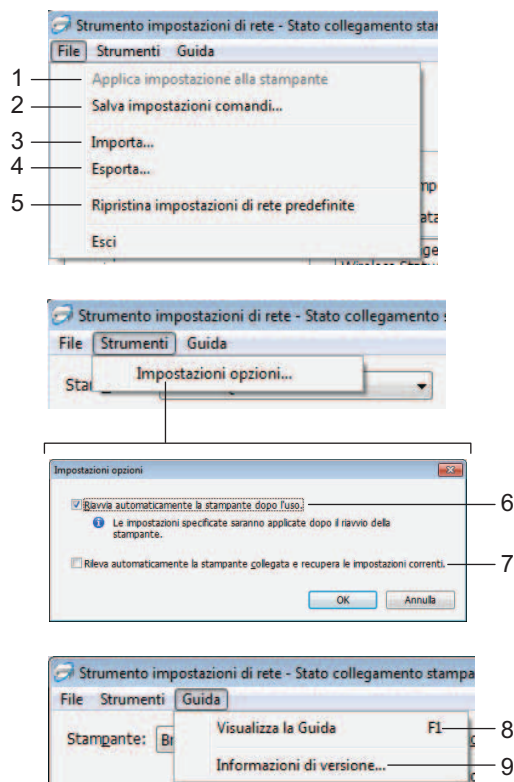 Strumento impostazioni di rete - Stato collegamento
File Strumenti Guida
1 Applica impostazione alla stampante
2 Salva impostazioni comandi...
3 Importa...
4 Esporta...
5 Ripristina impostazioni di rete predefinite
Esci
Strumento impostazioni di rete - Stato collegamento
File Strumenti Guida
Impostazioni opzioni...
Impostazioni opzioni
Riavvia automaticamente la stampante dopo l'uso. 6
Le impostazioni specificate saranno applicate dopo il riavvio della
stampante.
Rileva automaticamente la stampante collegata e recupera le impostazioni correnti. 7
OK Annulla
Strumento impostazioni di rete - Stato collegamento stampa
File Strumenti Guida
Stampante: Br
Visualizza la Guida F1 8
Informazioni di versione... 9